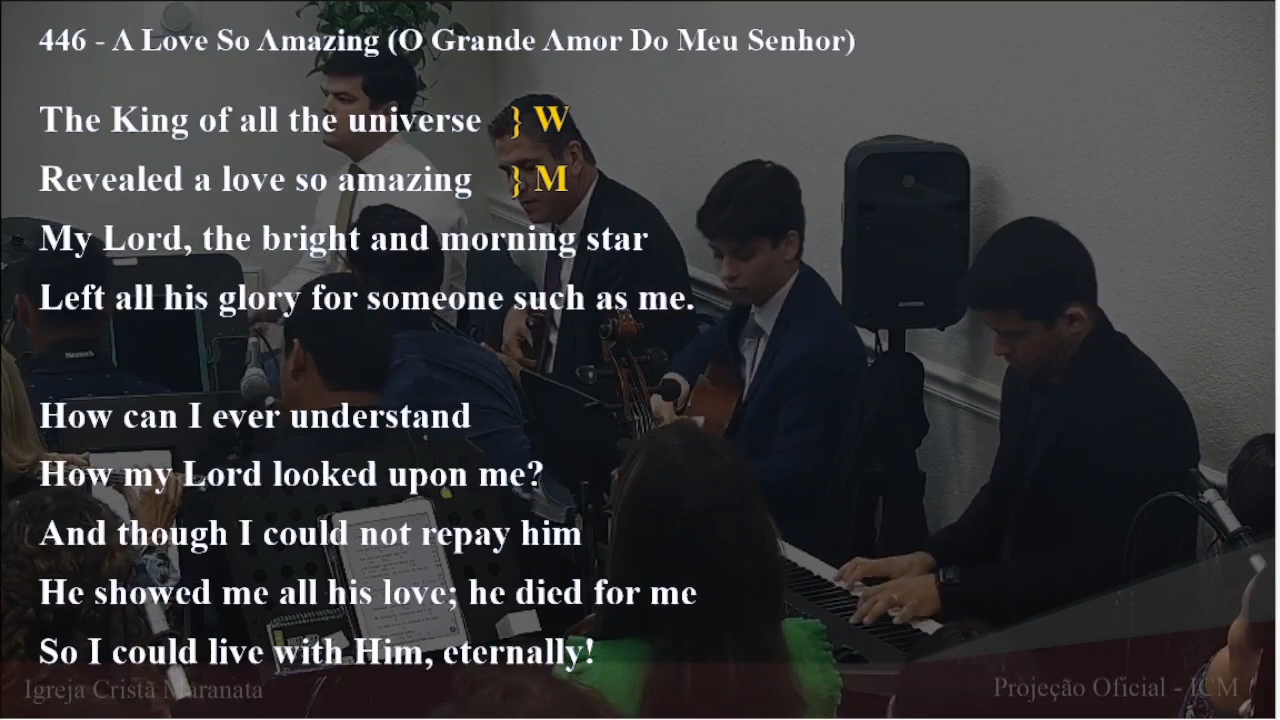 446 - A Love So Amazing (O Grande Amor Do Meu Senhor)
The King of all the universe } W
Revealed a love so amazing } M
My Lord, the bright and morning star
Left all his glory for someone such as me.
How can I ever understand
How my Lord looked upon me?
And though I could not repay him
He showed me all his love; he died for me
So I could live with Him, eternally!
Igreja Cristã Maranata
Projeção Oficial - ICM